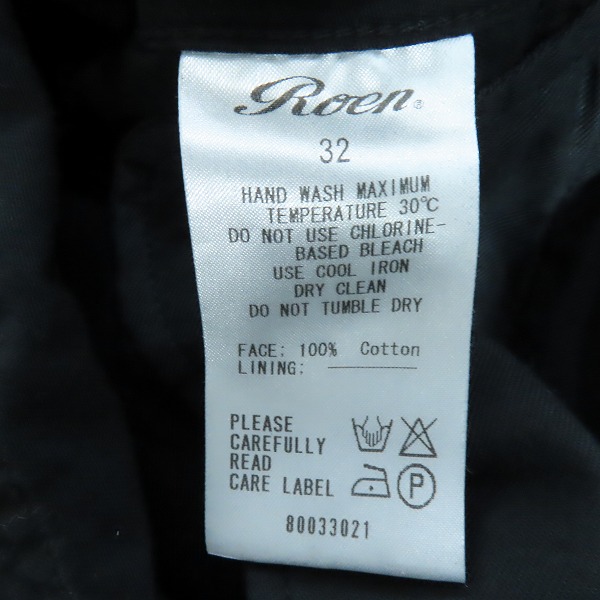 Roen®
32
HAND WASH MAXIMUM
TEMPERATURE 30℃
DO NOT USE CHLORINE-
BASED BLEACH
USE COOL IRON
DRY CLEAN
DO NOT TUMBLE DRY
FACE: 100% Cotton
LINING:
PLEASE
CAREFULLY
READ
CARE LABEL
P
80033021